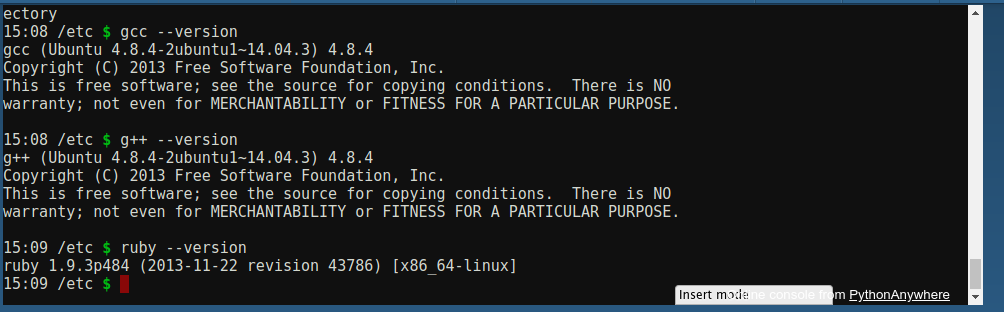 ectory
15:08 /etc $ gcc --version
gcc (Ubuntu 4.8.4-2ubuntu1~14.04.3) 4.8.4
Copyright (C) 2013 Free Software Foundation, Inc.
This is free software; see the source for copying conditions.  There is NO
warranty; not even for MERCHANTABILITY or FITNESS FOR A PARTICULAR PURPOSE.

15:08 /etc $ g++ --version
g++ (Ubuntu 4.8.4-2ubuntu1~14.04.3) 4.8.4
Copyright (C) 2013 Free Software Foundation, Inc.
This is free software; see the source for copying conditions.  There is NO
warranty; not even for MERCHANTABILITY or FITNESS FOR A PARTICULAR PURPOSE.

15:09 /etc $ ruby --version
ruby 1.9.3p484 (2013-11-22 revision 43786) [x86_64-linux]
15:09 /etc $
Insert mode console from PythonAnywhere